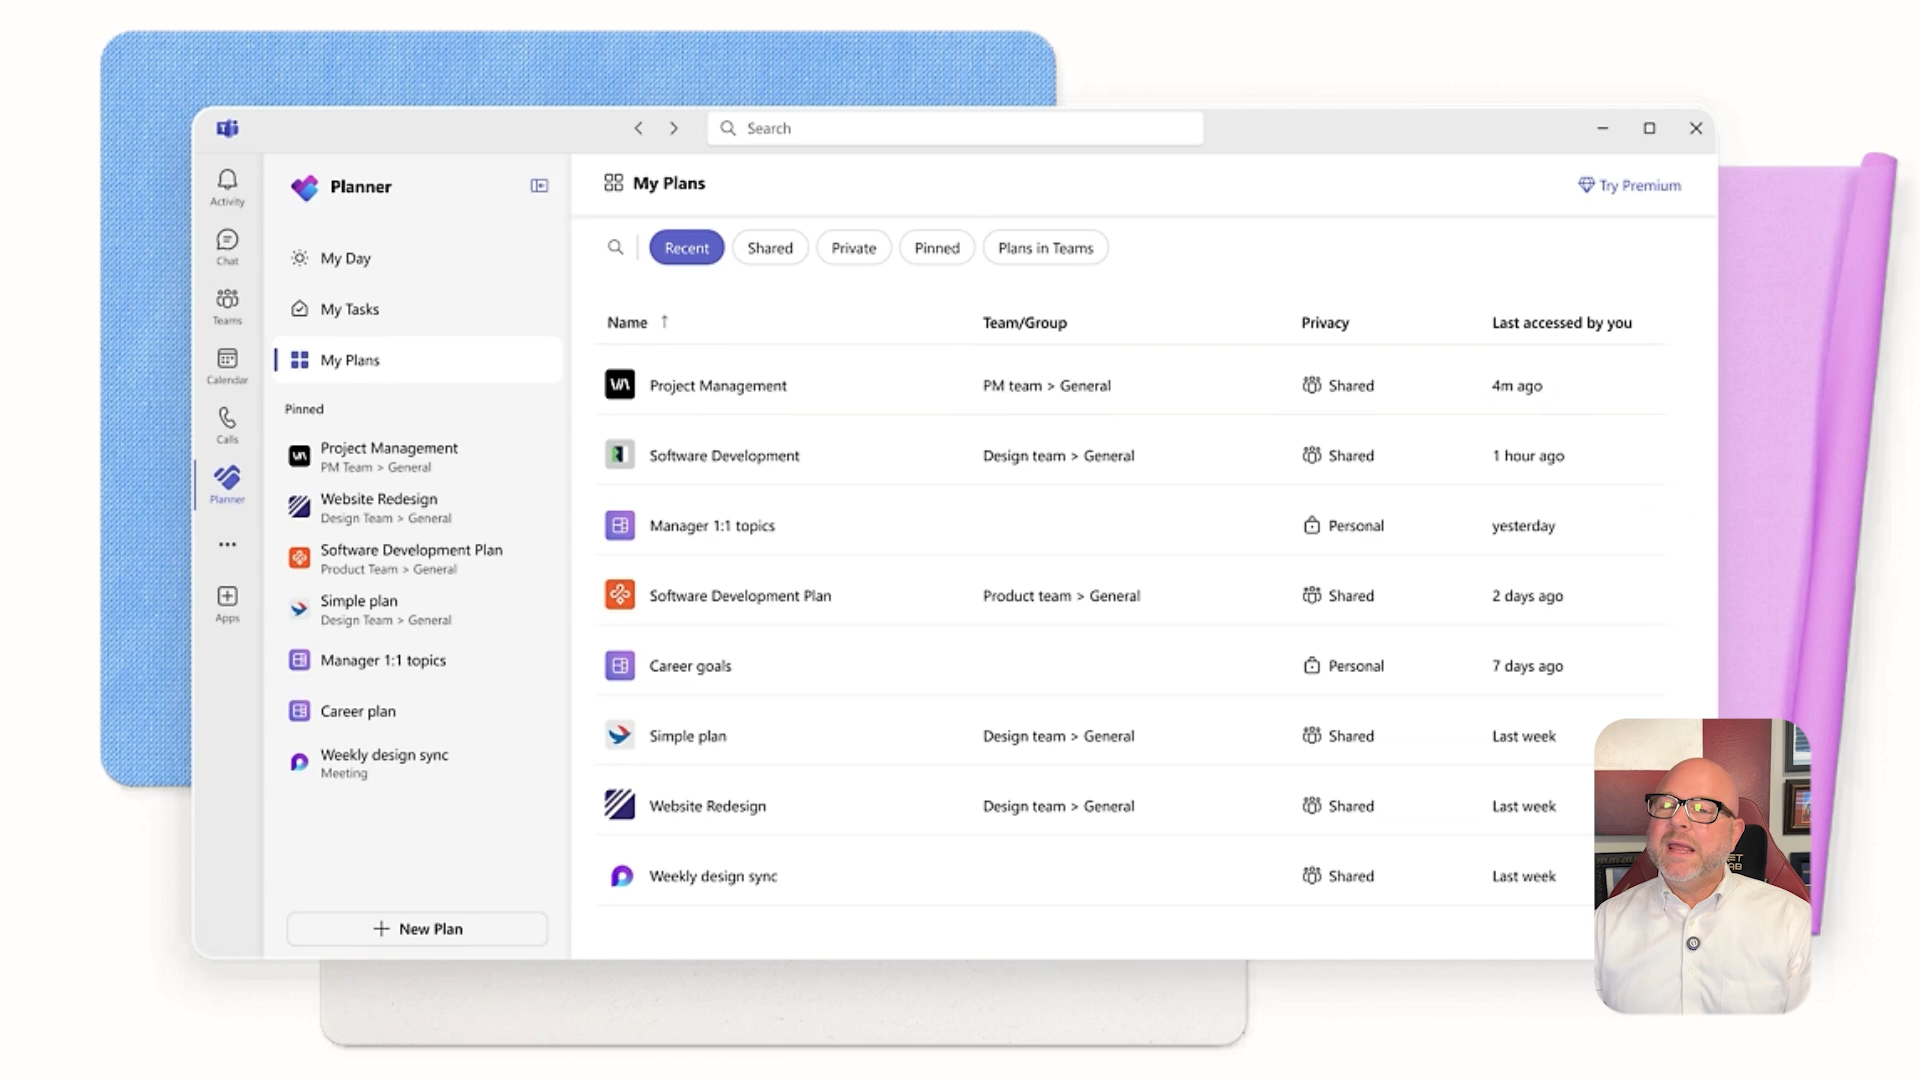 Search
Activity
Chat
Teams
Calendar
Calls
Planner
Apps
Planner
My Day
My Tasks
My Plans
Pinned
Project Management
PM Team > General
Website Redesign
Design Team > General
Software Development Plan
Product Team > General
Simple plan
Design Team > General
Manager 1:1 topics
Career plan
Weekly design sync
Meeting
+ New Plan
My Plans
Try Premium
Recent Shared Private Pinned Plans in Teams
Name ↑ Team/Group Privacy Last accessed by you
Project Management PM team > General Shared 4m ago
Software Development Design team > General Shared 1 hour ago
Manager 1:1 topics Personal yesterday
Software Development Plan Product team > General Shared 2 days ago
Career goals Personal 7 days ago
Simple plan Design team > General Shared Last week
Website Redesign Design team > General Shared Last week
Weekly design sync Shared Last week